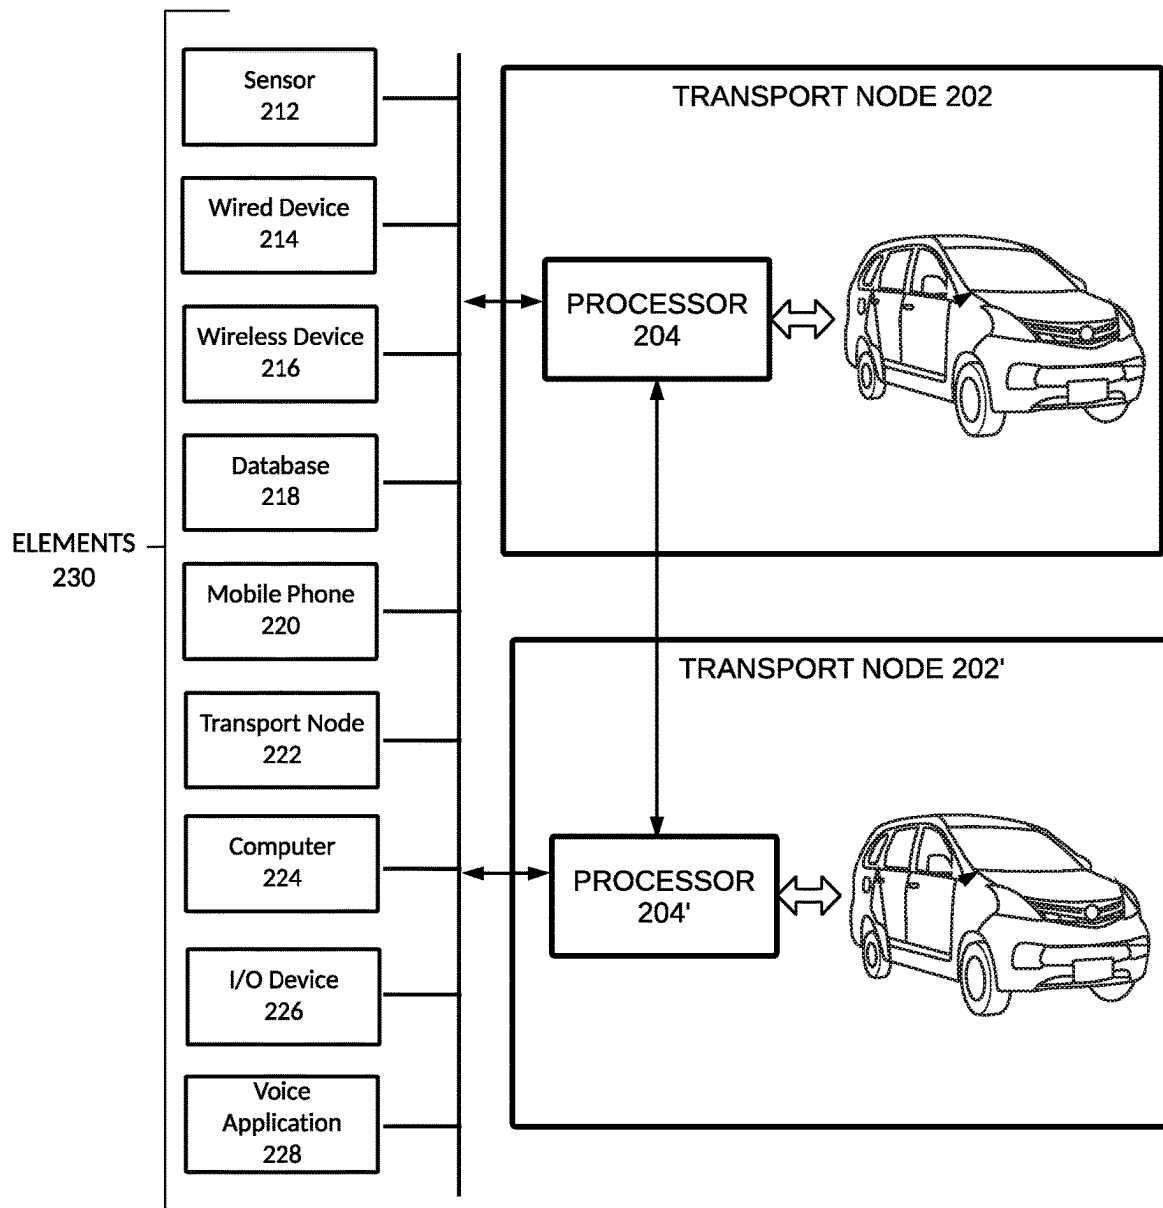 ELEMENTS
230
Sensor
212
Wired Device
214
Wireless Device
216
Database
218
Mobile Phone
220
Transport Node
222
Computer
224
I/O Device
226
Voice
Application
228
TRANSPORT NODE 202
PROCESSOR
204
TRANSPORT NODE 202'
PROCESSOR
204'